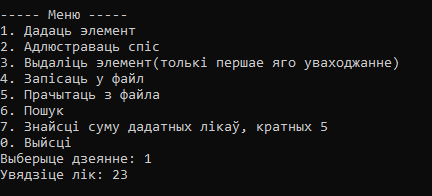 ----- Меню -----
1. Дадаць элемент
2. Адлюстраваць спіс
3. Выдаліць элемент(толькі першае яго уваходжанне)
4. Запісаць у файл
5. Прачытаць з файла
6. Пошук
7. Знайсці суму дадатных лікаў, кратных 5
0. Выйсці
Выберыце дзеянне: 1
Увядзіце лік: 23